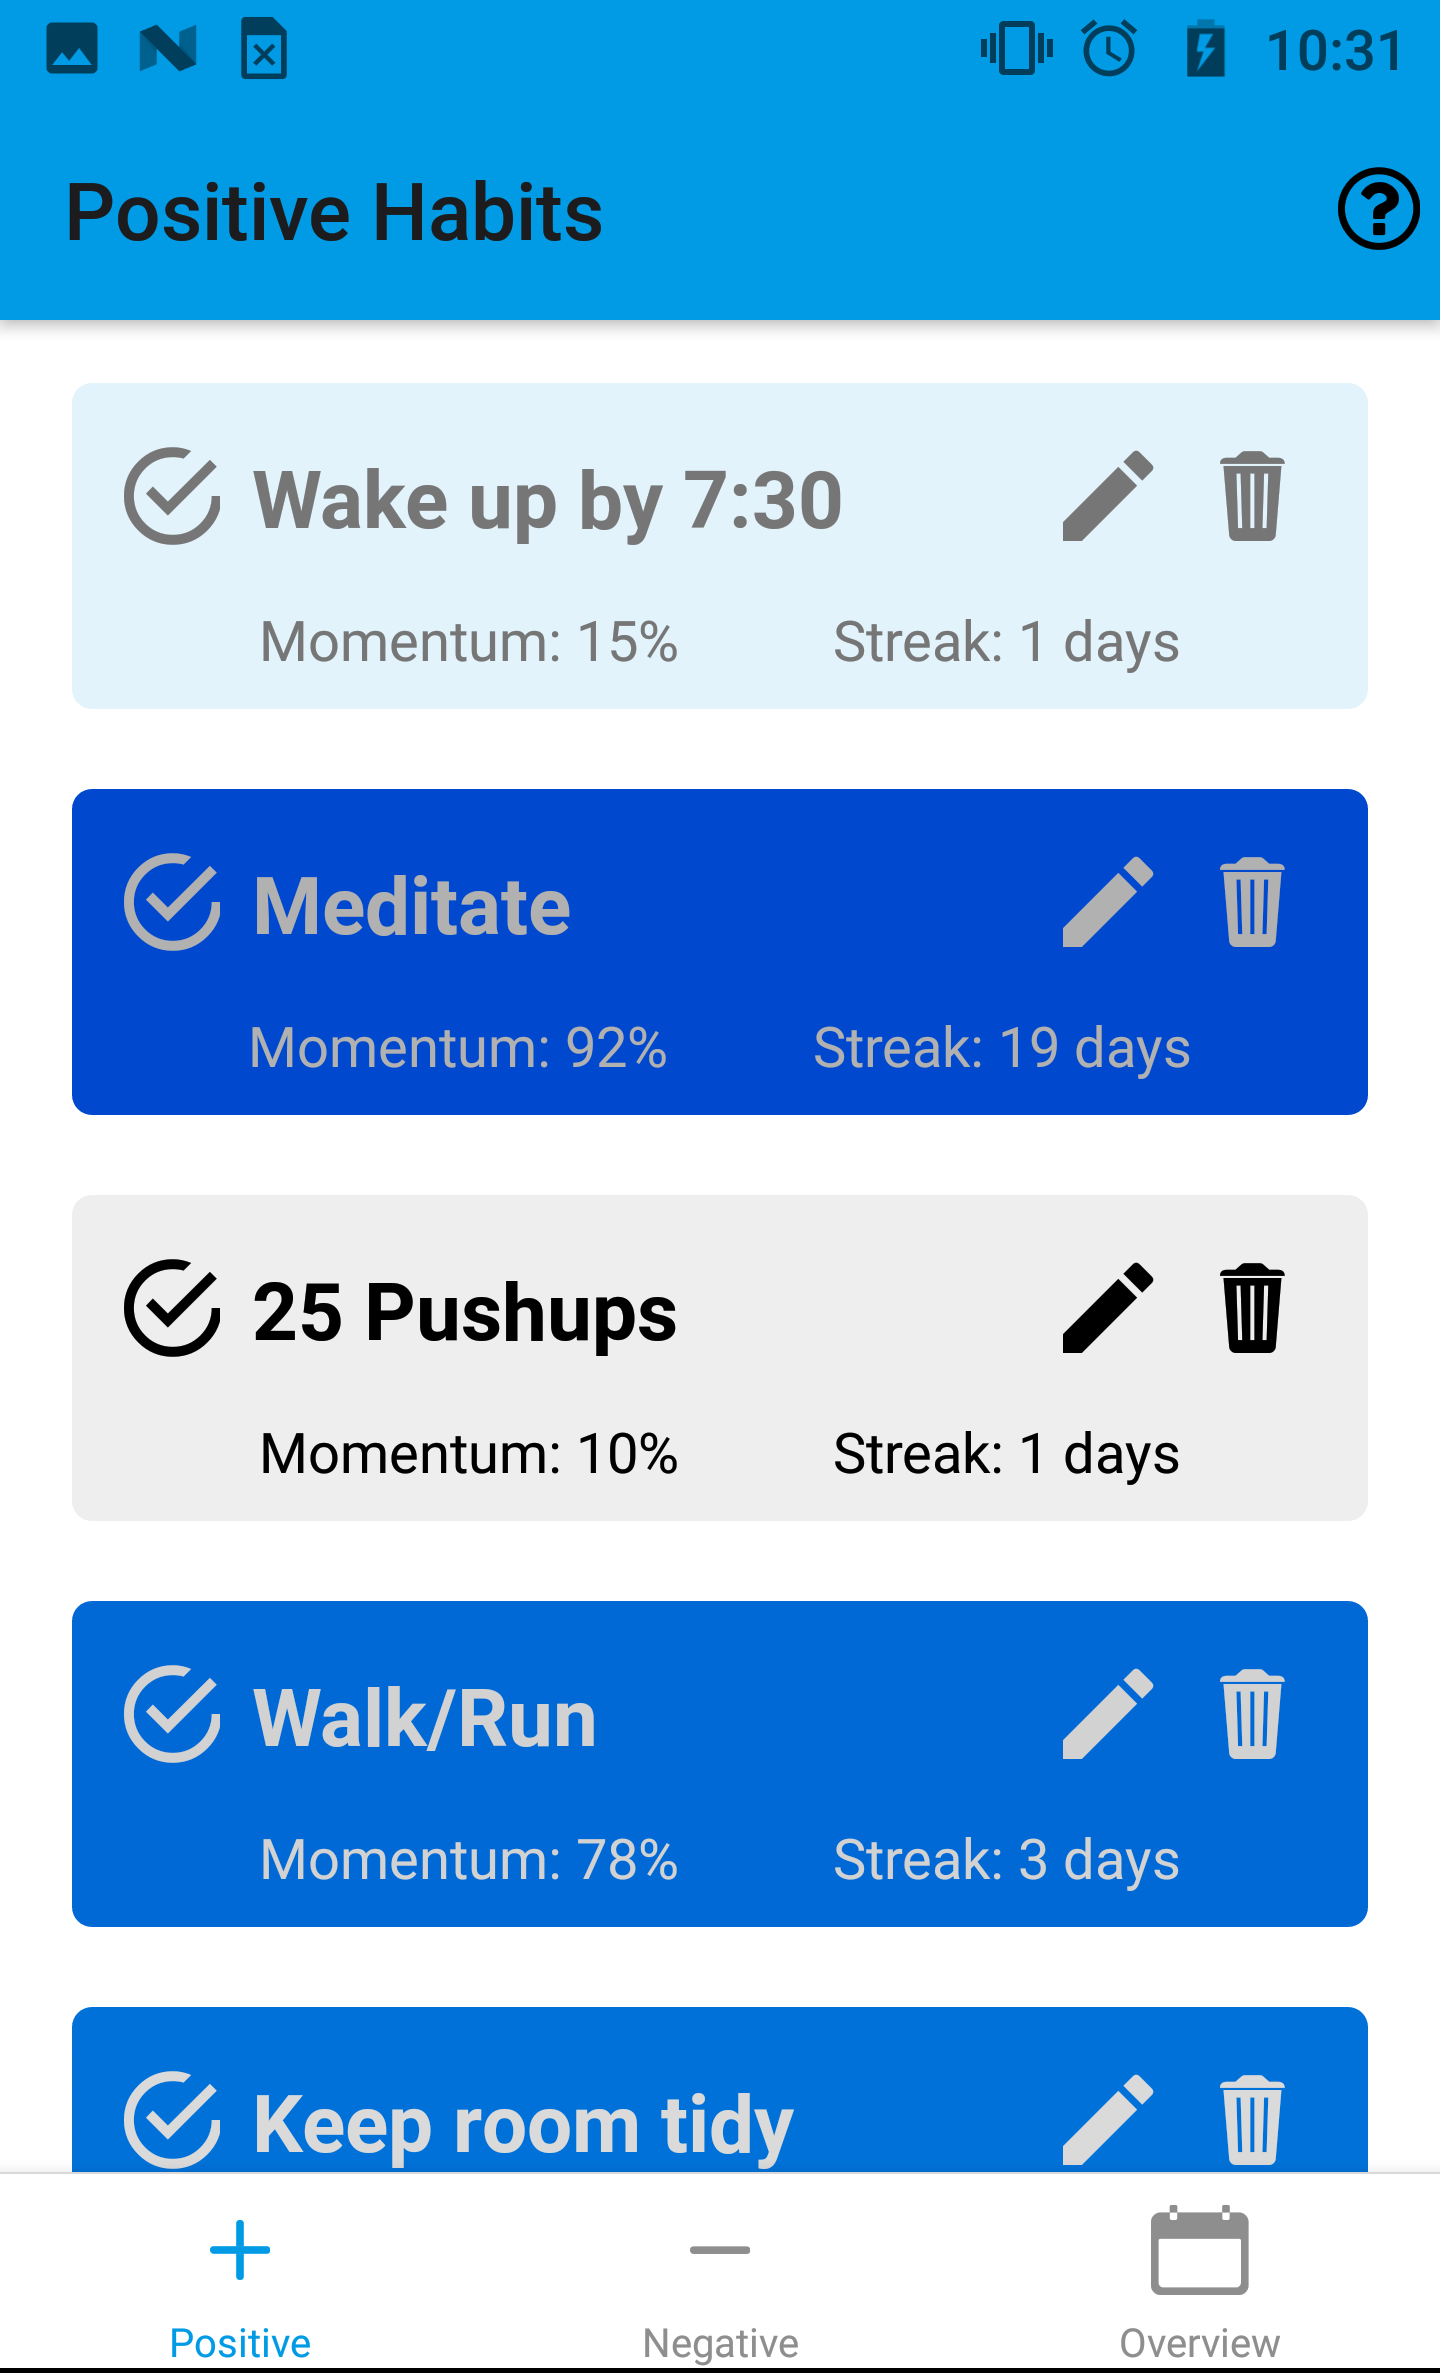 10:31
Positive Habits
Wake up by 7:30
Momentum: 15% Streak: 1 days
Meditate
Momentum: 92% Streak: 19 days
25 Pushups
Momentum: 10% Streak: 1 days
Walk/Run
Momentum: 78% Streak: 3 days
Keep room tidy
Positive Negative Overview